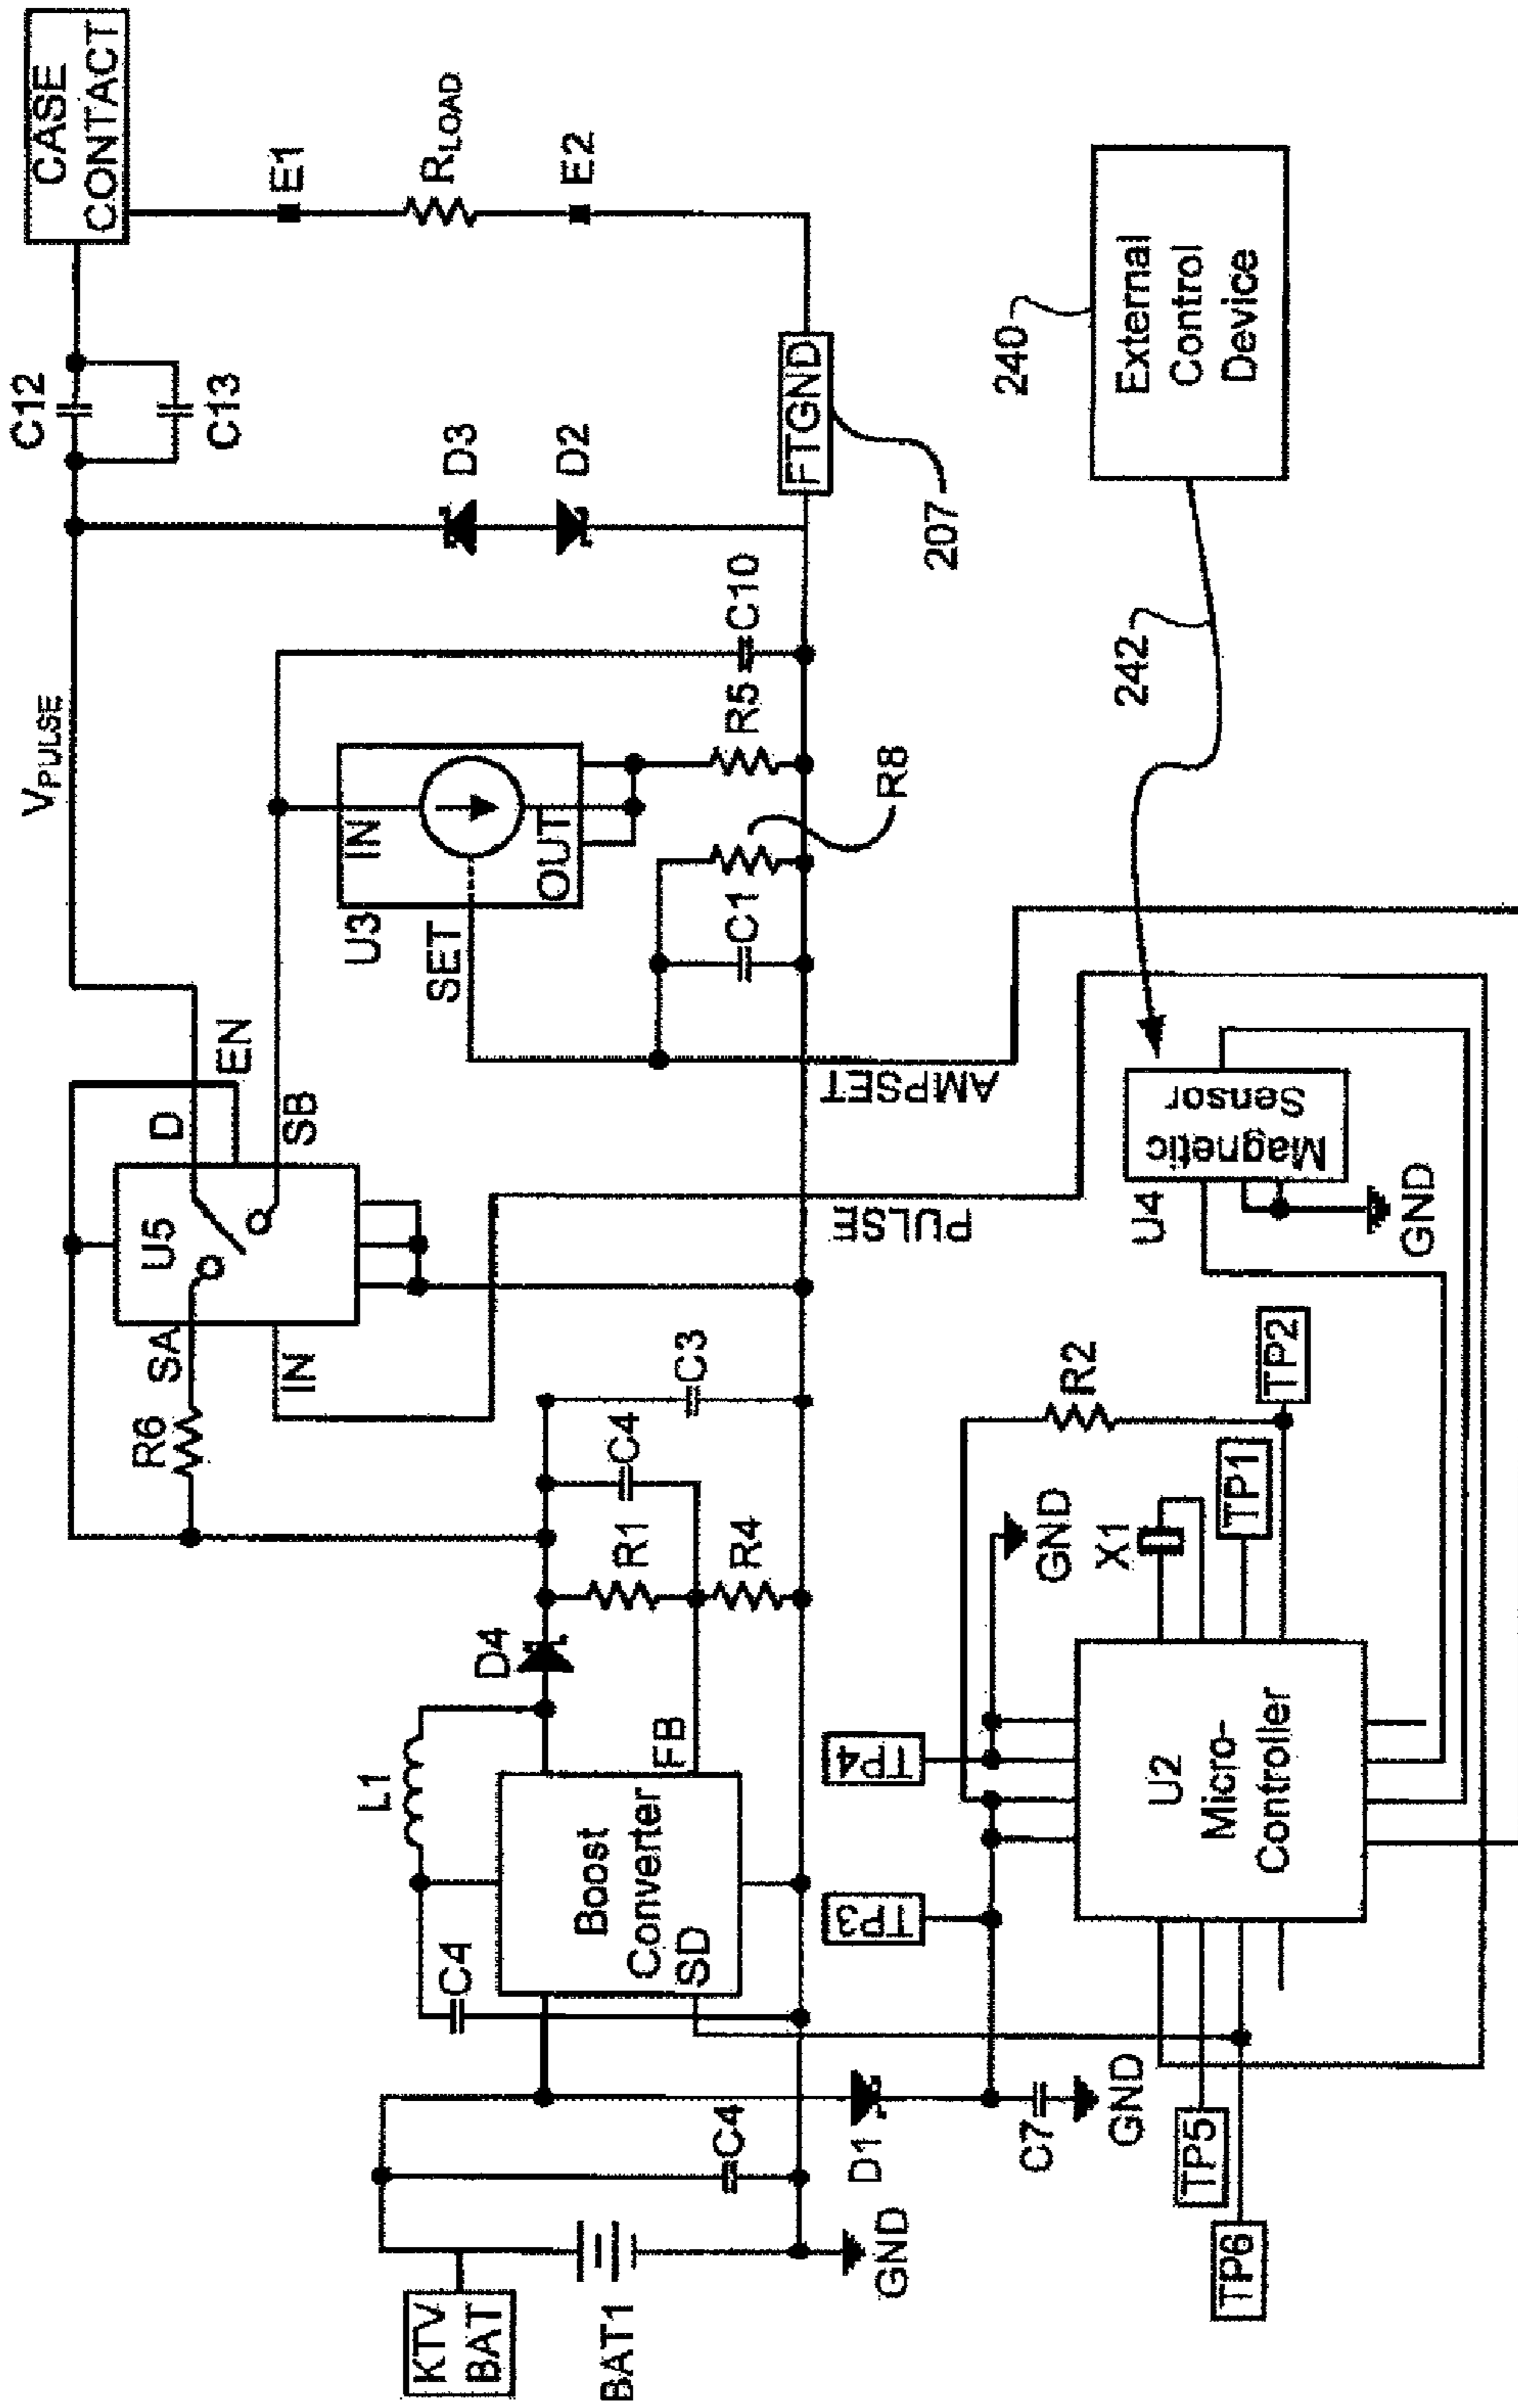 KTV
BAT
BAT1
GND
C4
C4
L1
Boost
Converter
SD
FB
D4
R1
R4
C4
C3
R6
SA
IN
U5
D
EN
SB
V_PULSE
U3
IN
OUT
SET
C1
R8
R5
C10
D3
D2
C12
C13
CASE
CONTACT
E1
R_LOAD
E2
FTGND
207
PULSE
AMPSET
D1
C7
GND
TP3
TP4
TP5
TP6
U2
Micro-
Controller
GND
X1
TP1
R2
TP2
U4
Magnetic
Sensor
GND
242
240
External
Control
Device